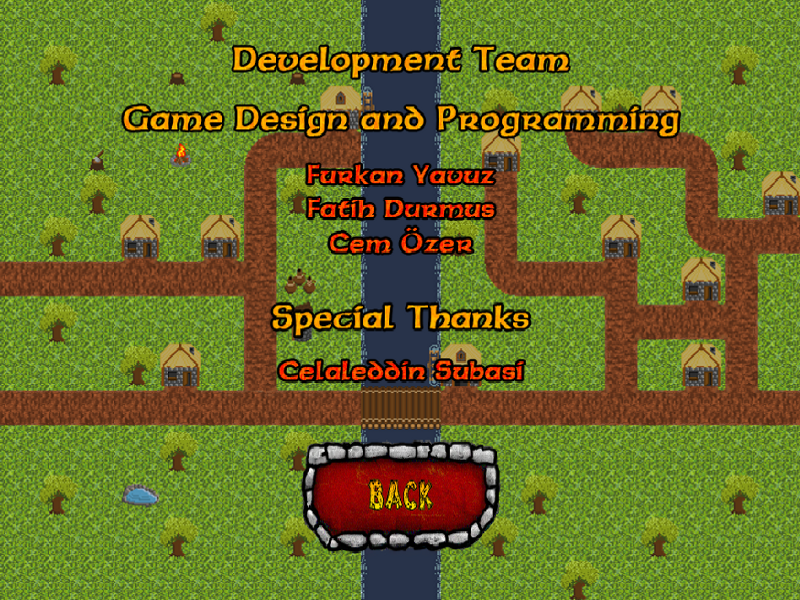 Development Team
Game Design and Programming
Furkan Yavuz
Fatih Durmus
Cem Özer
Special Thanks
Celaleddin Subasi
BACK